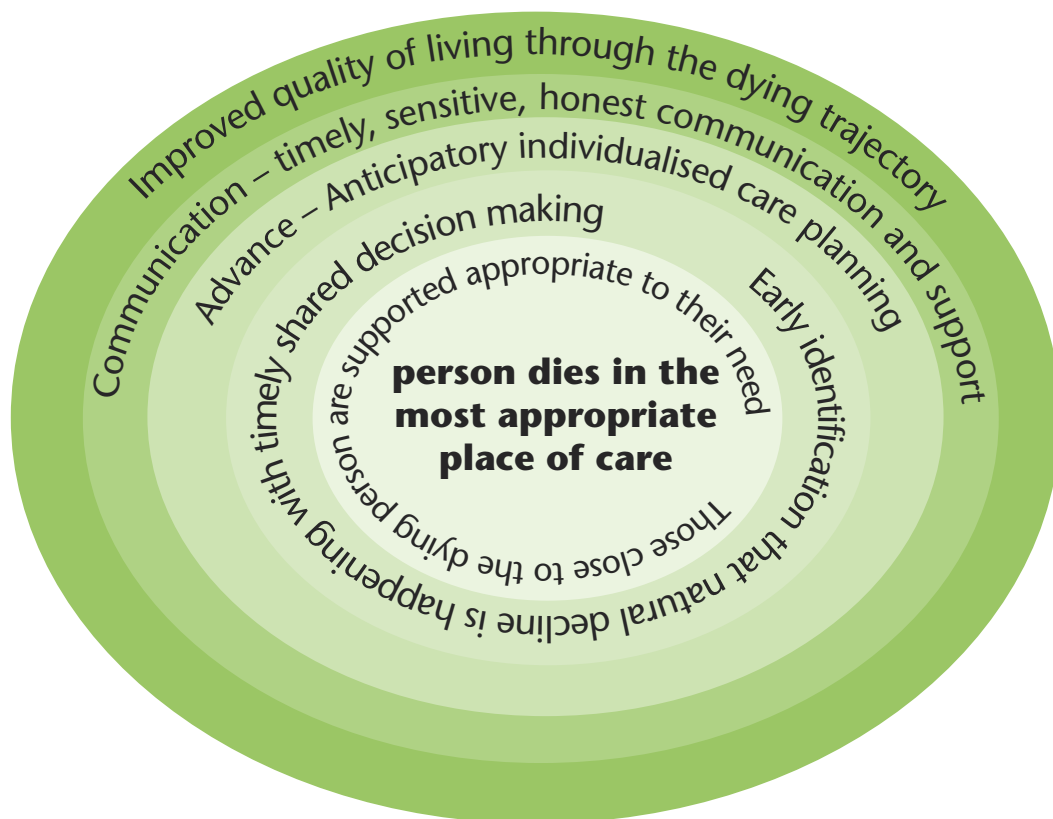 Improved quality of living through the dying trajectory
Communication – timely, sensitive, honest communication and support
Advance – Anticipatory individualised care planning
Early identification that natural decline is happening with timely shared decision making
Those close to the dying person are supported appropriate to their need
person dies in the
most appropriate
place of care